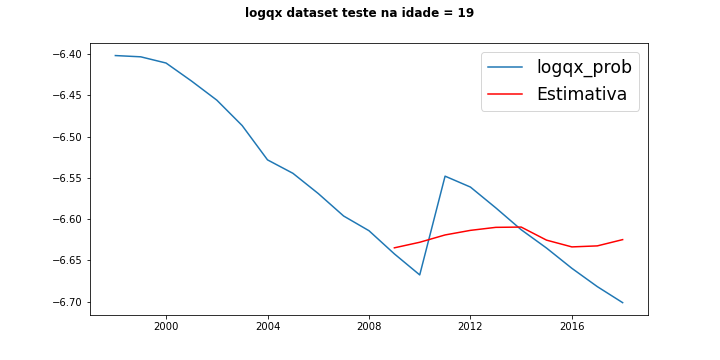 logqx dataset teste na idade = 19
logqx_prob
Estimativa
−6.40
−6.45
−6.50
−6.55
−6.60
−6.65
−6.70
2000 2004 2008 2012 2016